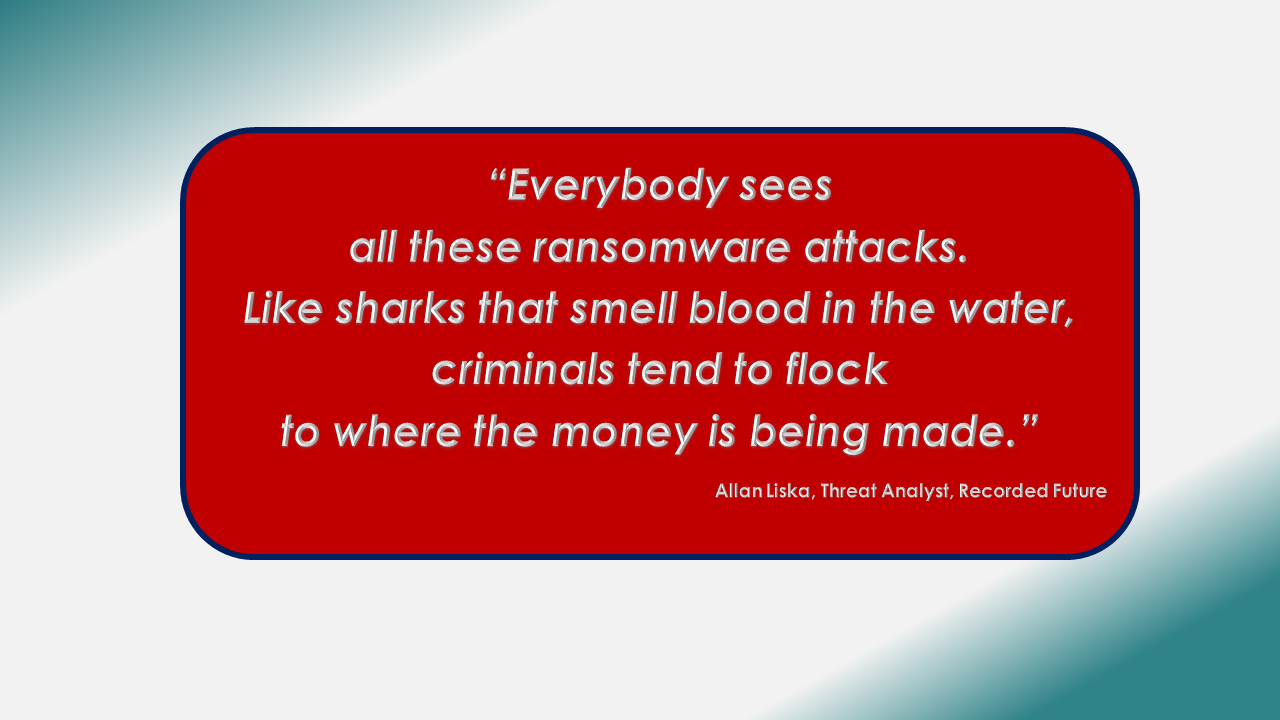 “Everybody sees
all these ransomware attacks.
Like sharks that smell blood in the water,
criminals tend to flock
to where the money is being made.”
Allan Liska, Threat Analyst, Recorded Future